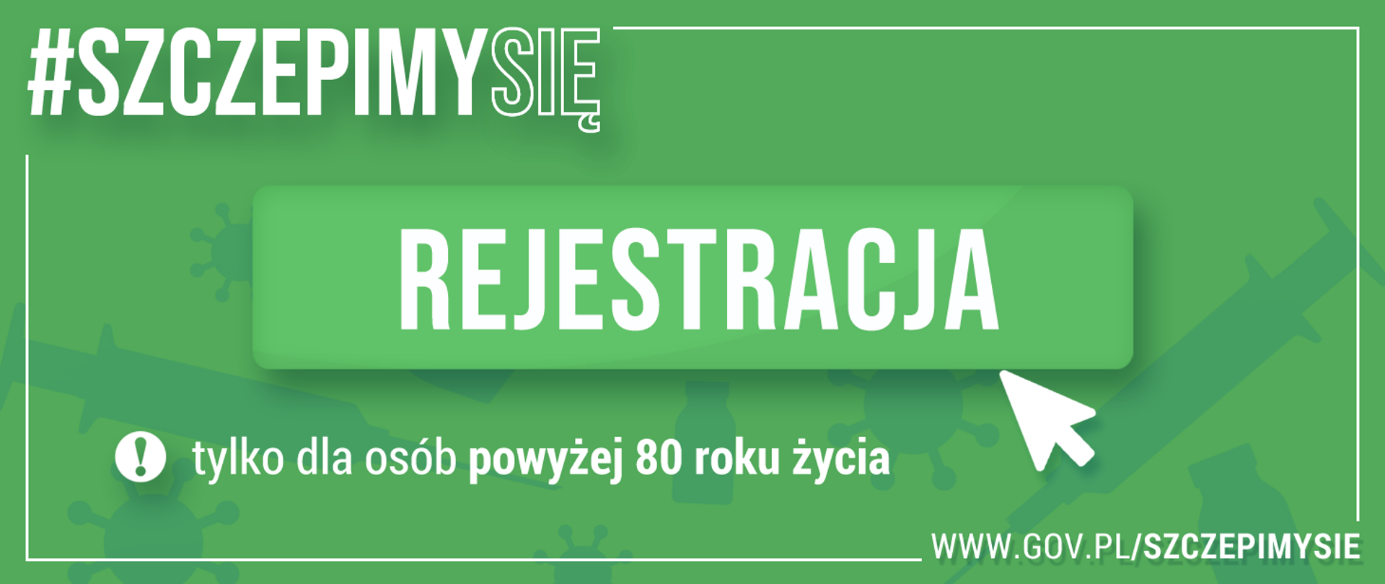 #SZCZEPIMYSIĘ
REJESTRACJA
! tylko dla osób powyżej 80 roku życia
WWW.GOV.PL/SZCZEPIMYSIE